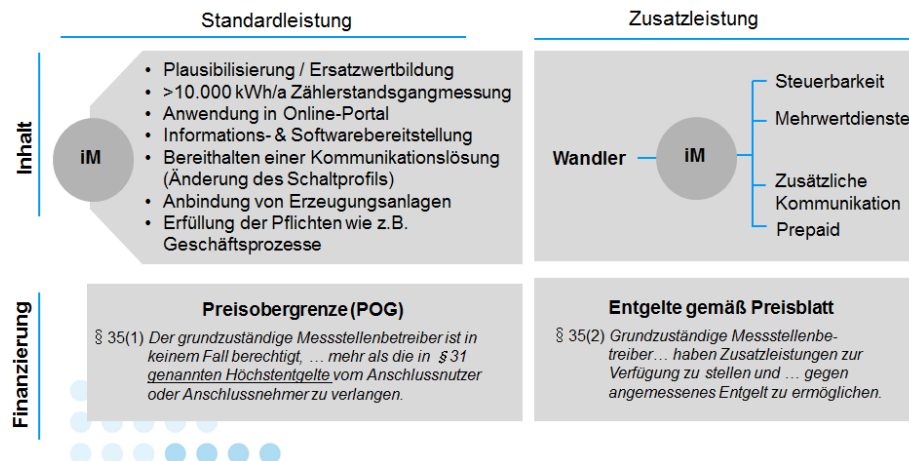 Standardleistung
Zusatzleistung
Inhalt
iM
• Plausibilisierung / Ersatzwertbildung
• >10.000 kWh/a Zählerstandsgangmessung
• Anwendung in Online-Portal
• Informations- & Softwarebereitstellung
• Bereithalten einer Kommunikationslösung
(Änderung des Schaltprofils)
• Anbindung von Erzeugungsanlagen
• Erfüllung der Pflichten wie z.B.
Geschäftsprozesse
Wandler
iM
Steuerbarkeit
Mehrwertdienste
Zusätzliche
Kommunikation
Prepaid
Finanzierung
Preisobergrenze (POG)
§ 35(1) Der grundzuständige Messstellenbetreiber ist in
keinem Fall berechtigt, … mehr als die in § 31
genannten Höchstentgelte vom Anschlussnutzer
oder Anschlussnehmer zu verlangen.
Entgelte gemäß Preisblatt
§ 35(2) Grundzuständige Messstellenbe-
treiber… haben Zusatzleistungen zur
Verfügung zu stellen und … gegen
angemessenes Entgelt zu ermöglichen.